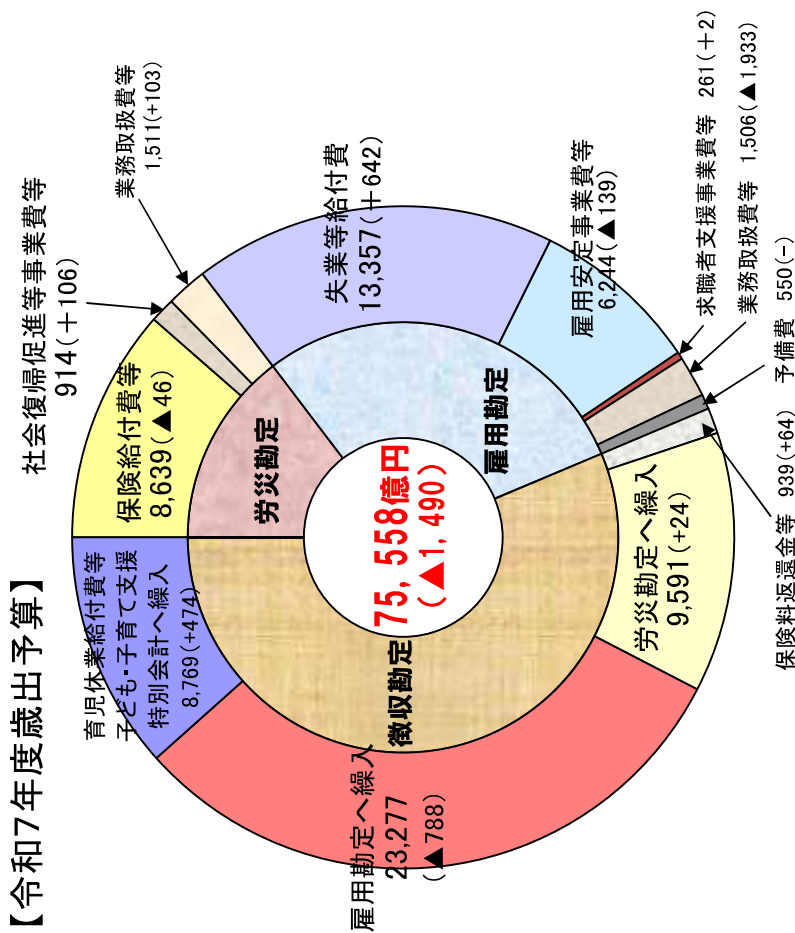 【令和7年度歳出予算】
75,558億円
(▲1,490)
労災勘定
雇用勘定
徴収勘定
保険給付費等
8,639(▲46)
社会復帰促進等事業費等
914(+106)
業務取扱費等
1,511(+103)
失業等給付費
13,357(+642)
雇用安定事業費等
6,244(▲139)
求職者支援事業費等 261(+2)
業務取扱費等 1,506(▲1,933)
予備費 550(-)
保険料返還金等 939(+64)
労災勘定へ繰入
9,591(+24)
雇用勘定へ繰入
23,277
(▲788)
育児休業給付費等
子ども・子育て支援
特別会計へ繰入
8,769(+474)